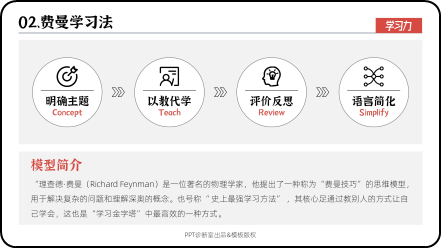 02.费曼学习法
学习力
明确主题
Concept
以教代学
Teach
评价反思
Review
语言简化
Simplify
模型简介
“理查德·费曼（Richard Feynman）是一位著名的物理学家，他提出了一种称为“费曼技巧”的思维模型，
用于解决复杂的问题和理解深奥的概念。也号称“史上最强学习方法”，其核心是通过教别人的方式让自
己学会，这也是“学习金字塔”中最高效的一种方式。
PPT@新室出品&模板版权